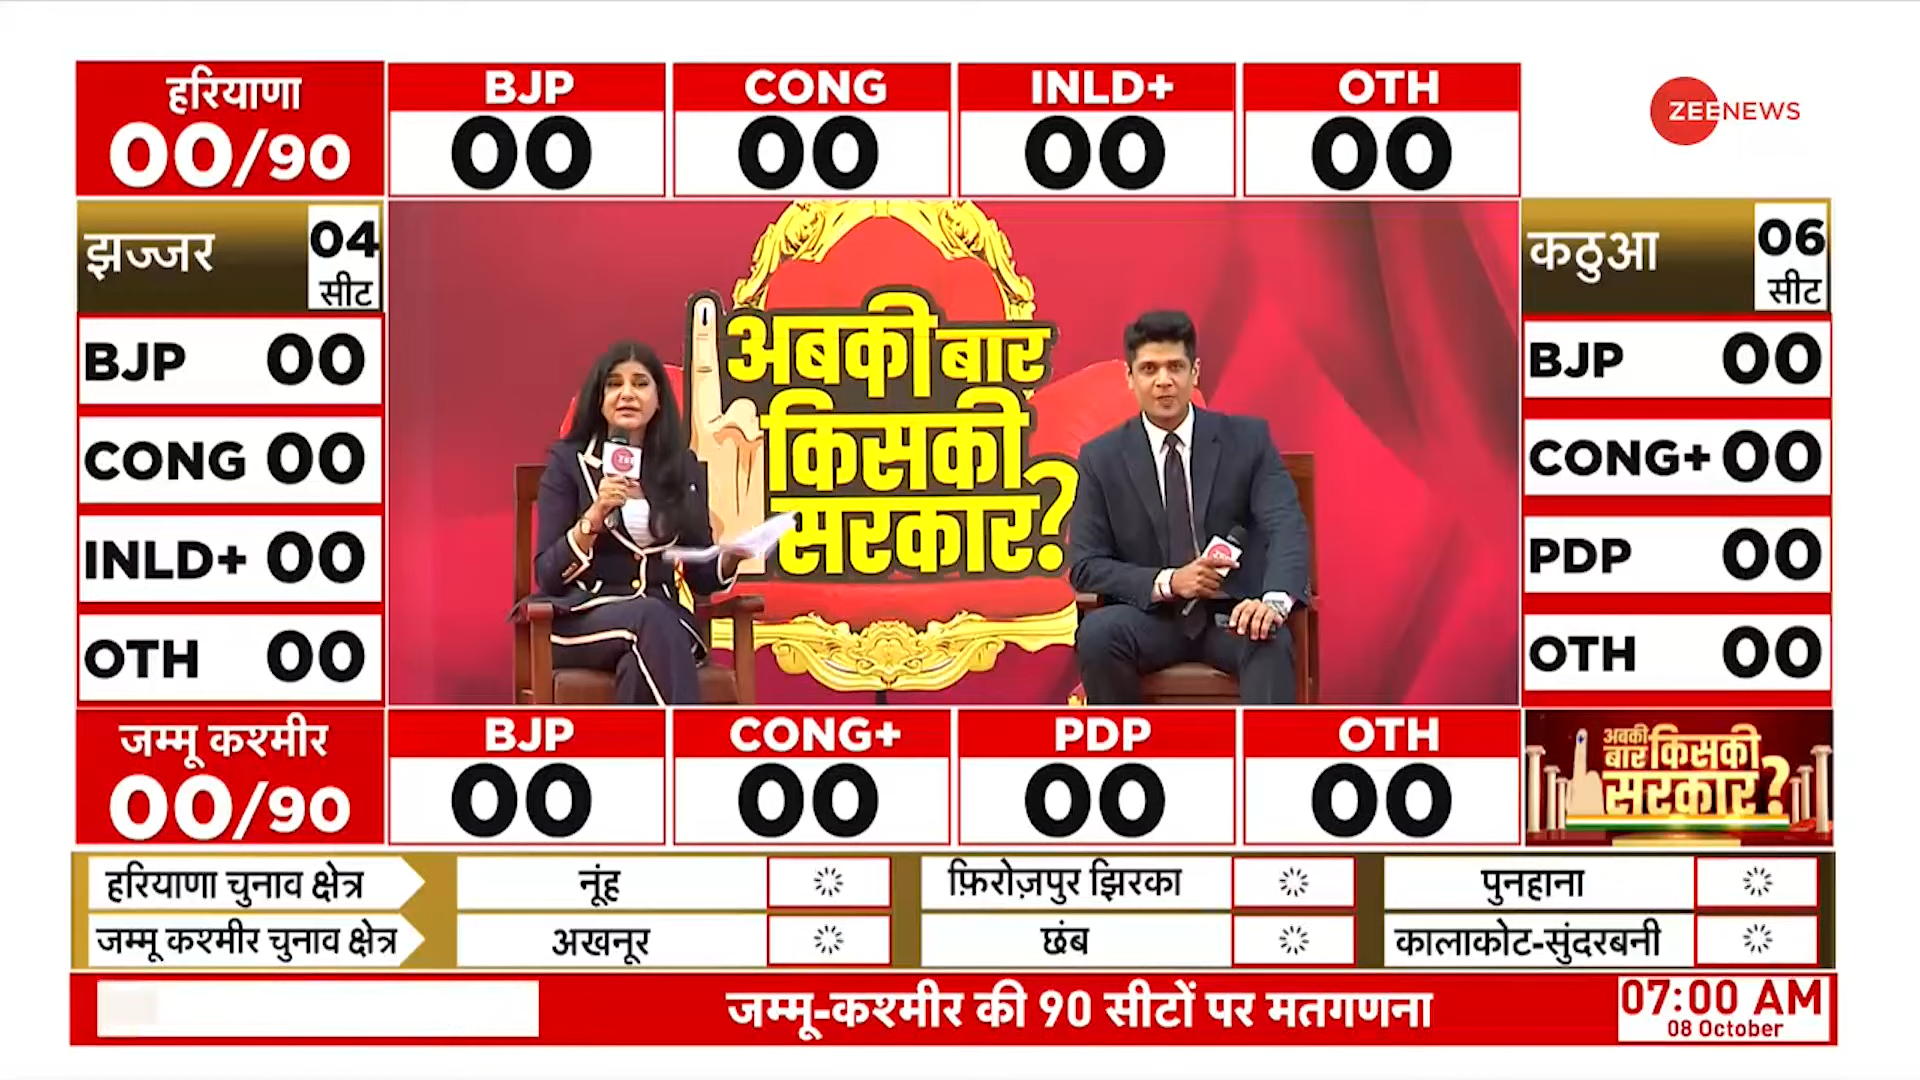 हरियाणा
00/90
BJP
00
CONG
00
INLD+
00
OTH
00
ZEENEWS
झज्जर
04
सीट
BJP 00
CONG 00
INLD+ 00
OTH 00
अबकी बार
किसकी
सरकार?
कठुआ
06
सीट
BJP 00
CONG+ 00
PDP 00
OTH 00
जम्मू कश्मीर
00/90
BJP
00
CONG+
00
PDP
00
OTH
00
अबकी
बार किसकी
सरकार?
हरियाणा चुनाव क्षेत्र नूंह फ़िरोज़पुर झिरका पुनहाना
जम्मू कश्मीर चुनाव क्षेत्र अखनूर छंब कालाकोट-सुंदरबनी
जम्मू-कश्मीर की 90 सीटों पर मतगणना
07:00 AM
08 October